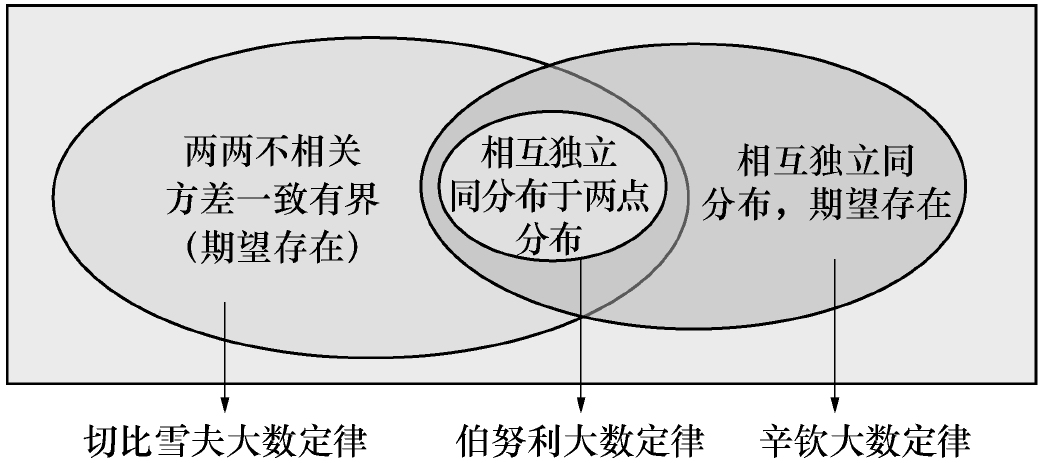 两两不相关
方差一致有界
(期望存在)
相互独立
同分布于两点
分布
相互独立同
分布，期望存在
切比雪夫大数定律
伯努利大数定律
辛钦大数定律